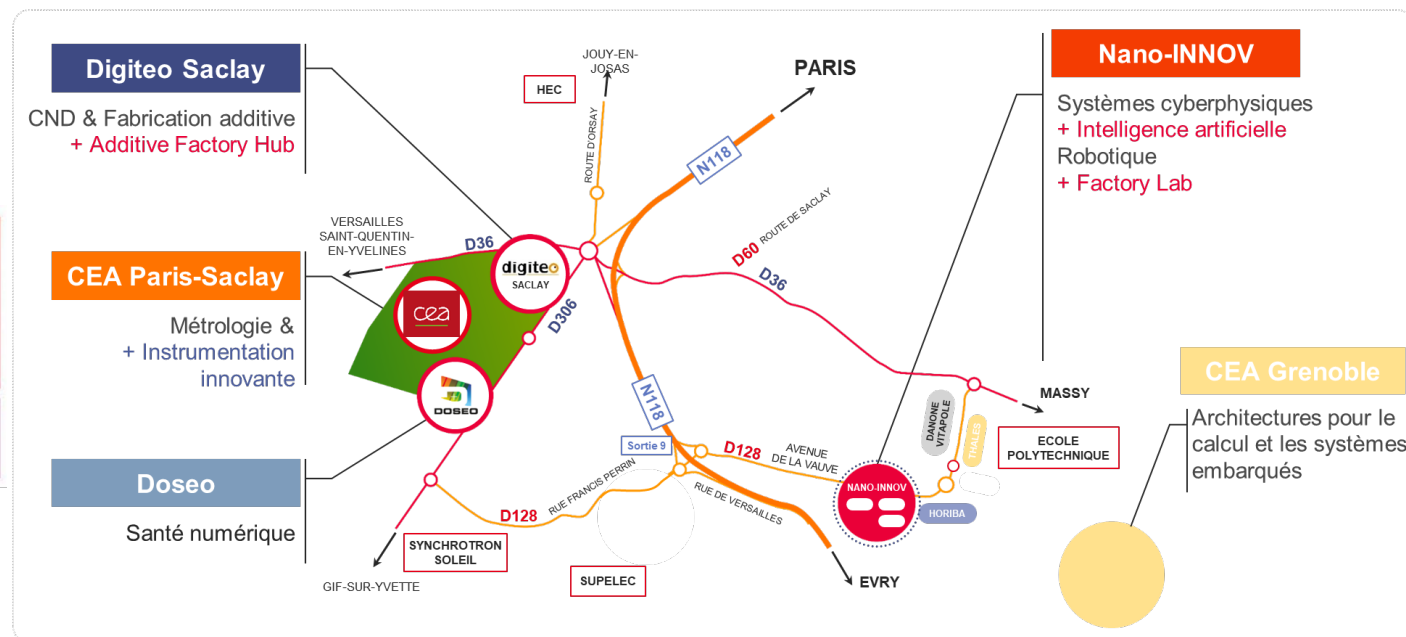 Digiteo Saclay
CND & Fabrication additive
+ Additive Factory Hub
CEA Paris-Saclay
Métrologie &
+ Instrumentation
innovante
Doseo
Santé numérique
JOUY-EN-
JOSAS
HEC
ROUTE D'ORSAY
PARIS
N118
VERSAILLES
SAINT-QUENTIN-
EN-YVELINES
D36
digiteo
SACLAY
cea
D306
DOSEO
D60 ROUTE DE SACLAY
D36
N118
Sortie 9
D128
AVENUE
DE LA VAUVE
RUE FRANCIS PERRIN
D128
RUE DE VERSAILLES
SYNCHROTRON
SOLEIL
GIF-SUR-YVETTE
SUPELEC
EVRY
NANO-INNOV
HORIBA
DANONE
VITAPOLE
THALES
MASSY
ECOLE
POLYTECHNIQUE
Nano-INNOV
Systèmes cyberphysiques
+ Intelligence artificielle
Robotique
+ Factory Lab
CEA Grenoble
Architectures pour le
calcul et les systèmes
embarqués